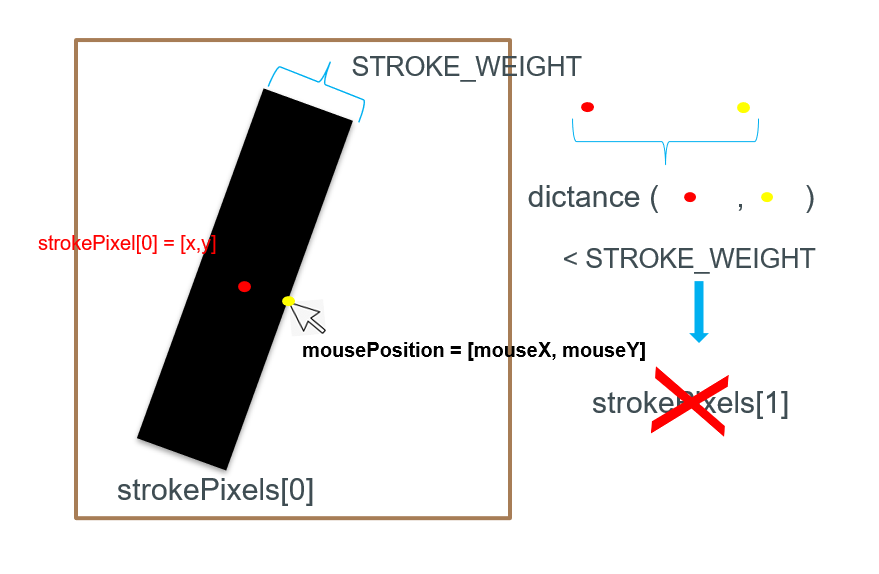 STROKE_WEIGHT
dictance ( , )
strokePixel[0] = [x,y]
< STROKE_WEIGHT
mousePosition = [mouseX, mouseY]
strokePixels[1]
strokePixels[0]